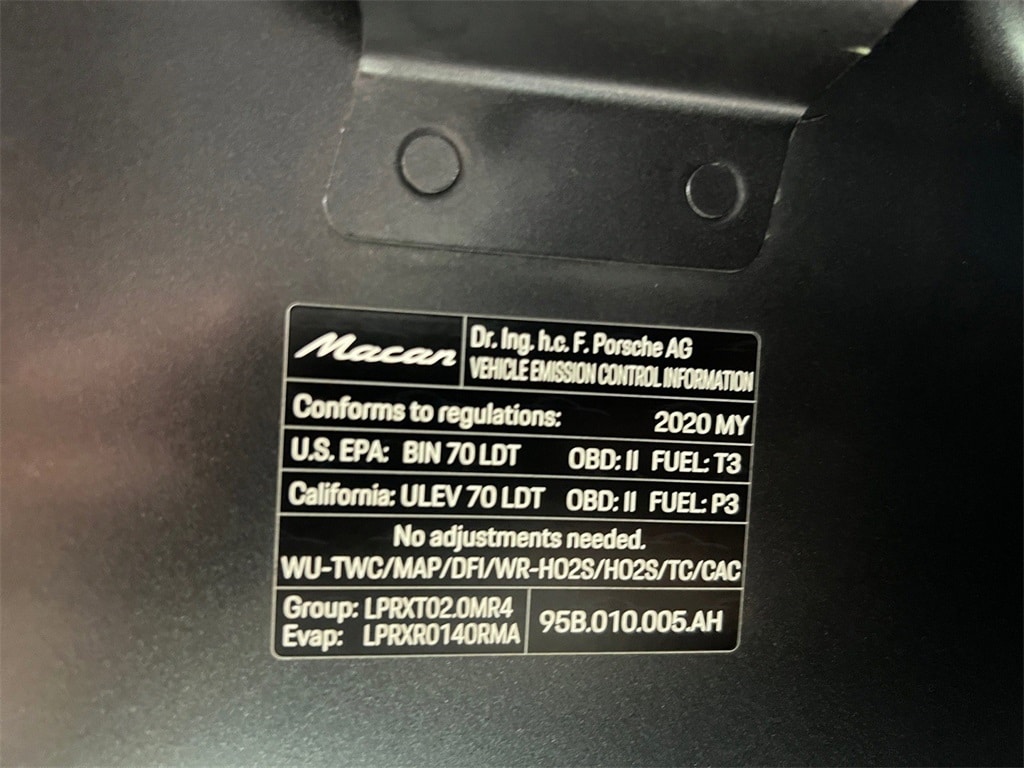 Macan
Dr. Ing. h.c. F. Porsche AG
VEHICLE EMISSION CONTROL INFORMATION
Conforms to regulations: 2020 MY
U.S. EPA: BIN 70 LDT OBD: II FUEL: T3
California: ULEV 70 LDT OBD: II FUEL: P3
No adjustments needed.
WU-TWC/MAP/DFI/WR-HO2S/HO2S/TC/CAC
Group: LPRXT02.0MR4
Evap: LPRXR0140RMA
95B.010.005.AH